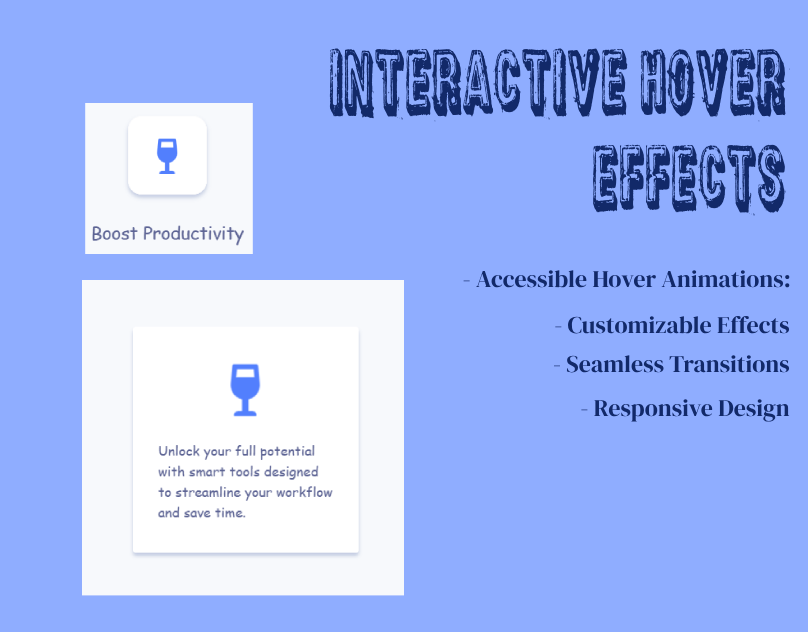 INTERACTIVE HOVER
EFFECTS
Boost Productivity
- Accessible Hover Animations:
- Customizable Effects
- Seamless Transitions
- Responsive Design
Unlock your full potential
with smart tools designed
to streamline your workflow
and save time.